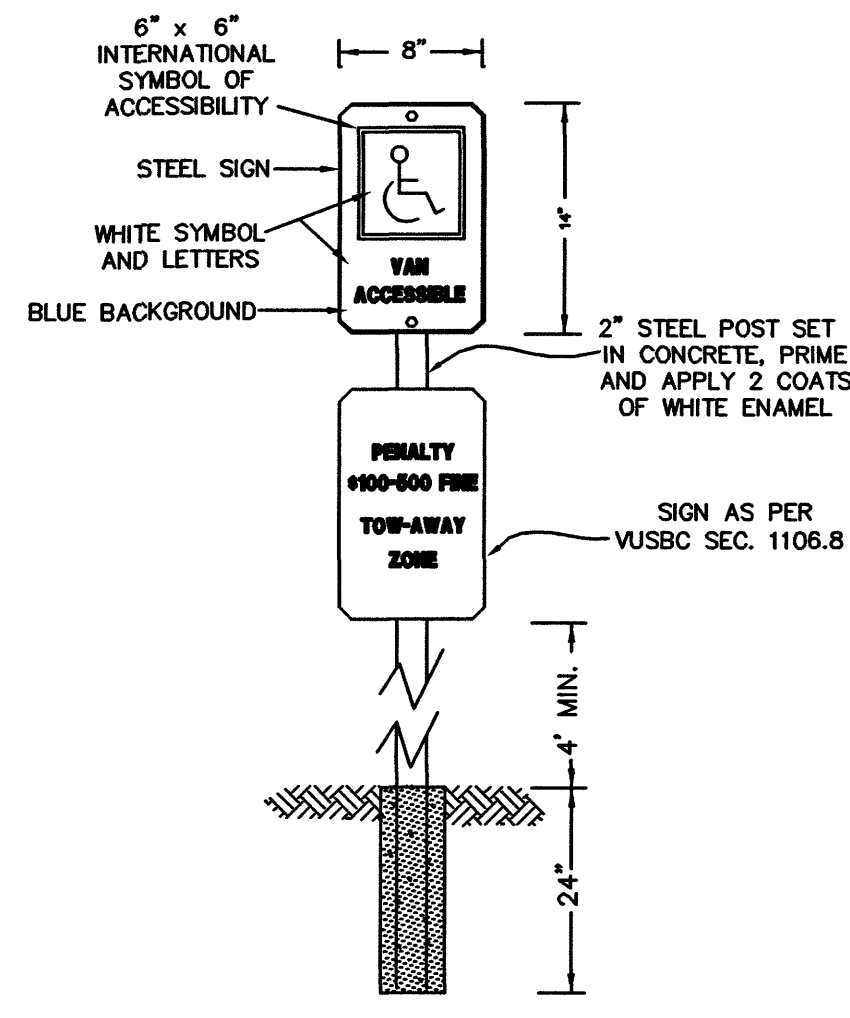 6" x 6"
INTERNATIONAL
SYMBOL OF
ACCESSIBILITY
8"
STEEL SIGN
WHITE SYMBOL
AND LETTERS
BLUE BACKGROUND
VAN
ACCESSIBLE
14"
2" STEEL POST SET
IN CONCRETE, PRIME
AND APPLY 2 COATS
OF WHITE ENAMEL
PENALTY
$100-500 FINE
TOW-AWAY
ZONE
SIGN AS PER
VUSBC SEC. 1106.8
4' MIN.
24"